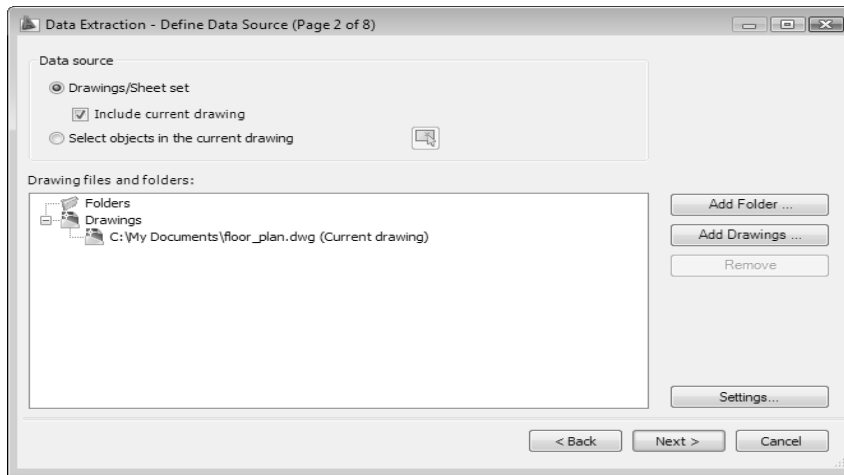 Data Extraction - Define Data Source (Page 2 of 8)
Data source
Drawings/Sheet set
Include current drawing
Select objects in the current drawing
Drawing files and folders:
Folders
Drawings
C:\My Documents\floor_plan.dwg (Current drawing)
Add Folder ...
Add Drawings ...
Remove
Settings...
< Back
Next >
Cancel